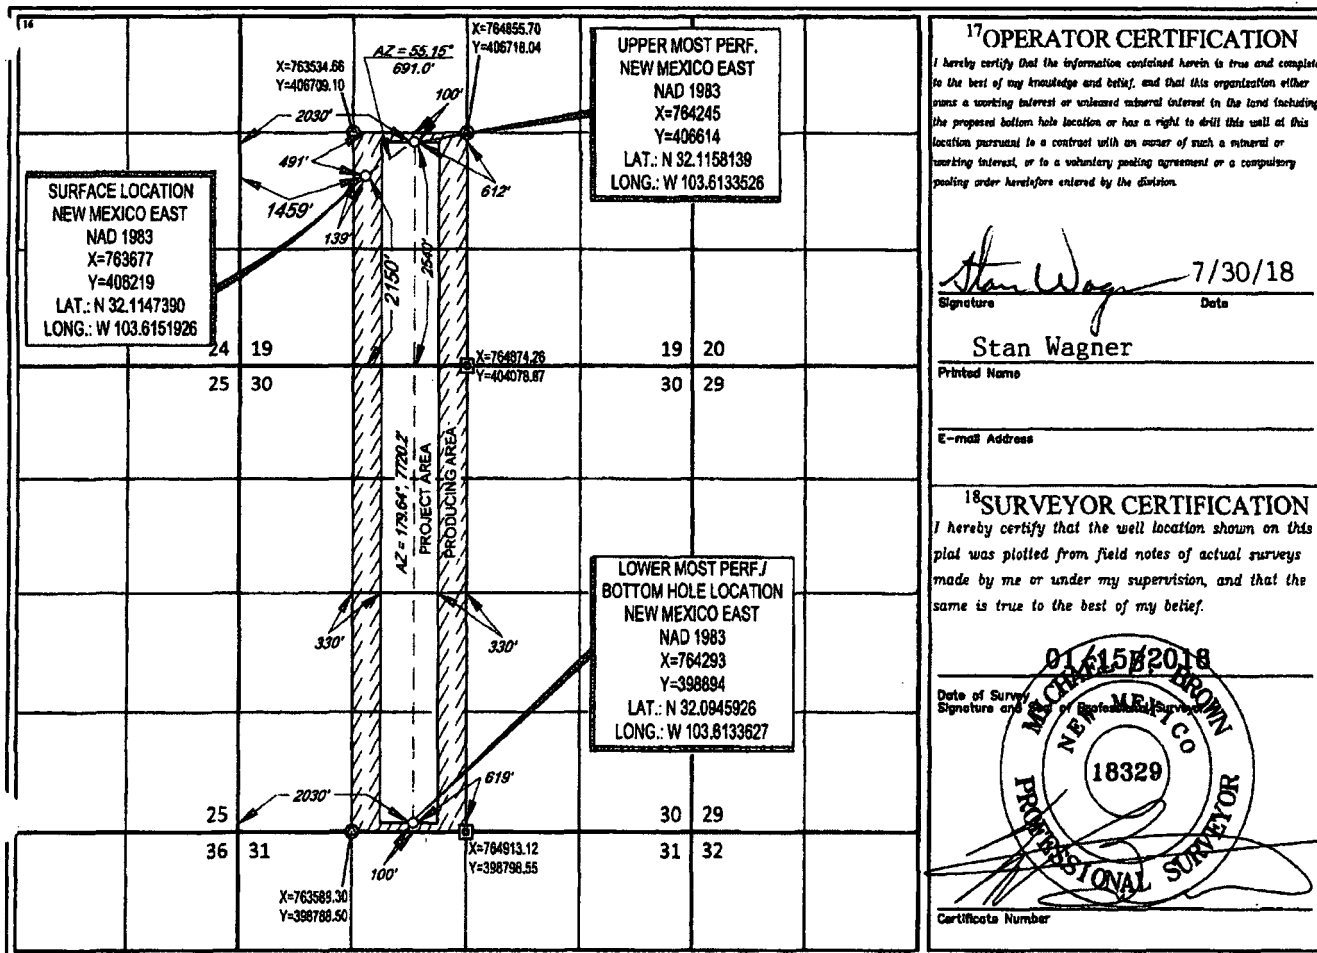 16
X=763534.66
Y=406709.10
AZ = 55.15°
691.0'
X=764855.70
Y=406718.04
100'
2030'
491'
1459'
139'
612'
2150'
2540'
UPPER MOST PERF.
NEW MEXICO EAST
NAD 1983
X=764245
Y=406614
LAT.: N 32.1158139
LONG.: W 103.6133526
SURFACE LOCATION
NEW MEXICO EAST
NAD 1983
X=763677
Y=406219
LAT.: N 32.1147390
LONG.: W 103.6151926
24 19
25 30
19 20
30 29
X=764874.26
Y=404078.87
AZ = 179.64°, 7720.2'
PROJECT AREA
PRODUCING AREA
330'
330'
LOWER MOST PERF./
BOTTOM HOLE LOCATION
NEW MEXICO EAST
NAD 1983
X=764293
Y=398894
LAT.: N 32.0945926
LONG.: W 103.6133627
619'
2030'
100'
25
36 31
30 29
31 32
X=764913.12
Y=398798.55
X=763589.30
Y=398788.50
17 OPERATOR CERTIFICATION
I hereby certify that the information contained herein is true and complete
to the best of my knowledge and belief, and that this organization either
owns a working interest or unleased mineral interest in the land including
the proposed bottom hole location or has a right to drill this well at this
location pursuant to a contract with an owner of such a mineral or
working interest, or to a voluntary pooling agreement or a compulsory
pooling order heretofore entered by the division.
Stan Wagner 7/30/18
Signature Date
Stan Wagner
Printed Name
E-mail Address
18 SURVEYOR CERTIFICATION
I hereby certify that the well location shown on this
plat was plotted from field notes of actual surveys
made by me or under my supervision, and that the
same is true to the best of my belief.
01/15/2018
Date of Survey
Signature and Seal of Professional Surveyor
MICHAEL B. BROWN
NEW MEXICO
18329
PROFESSIONAL SURVEYOR
Certificate Number